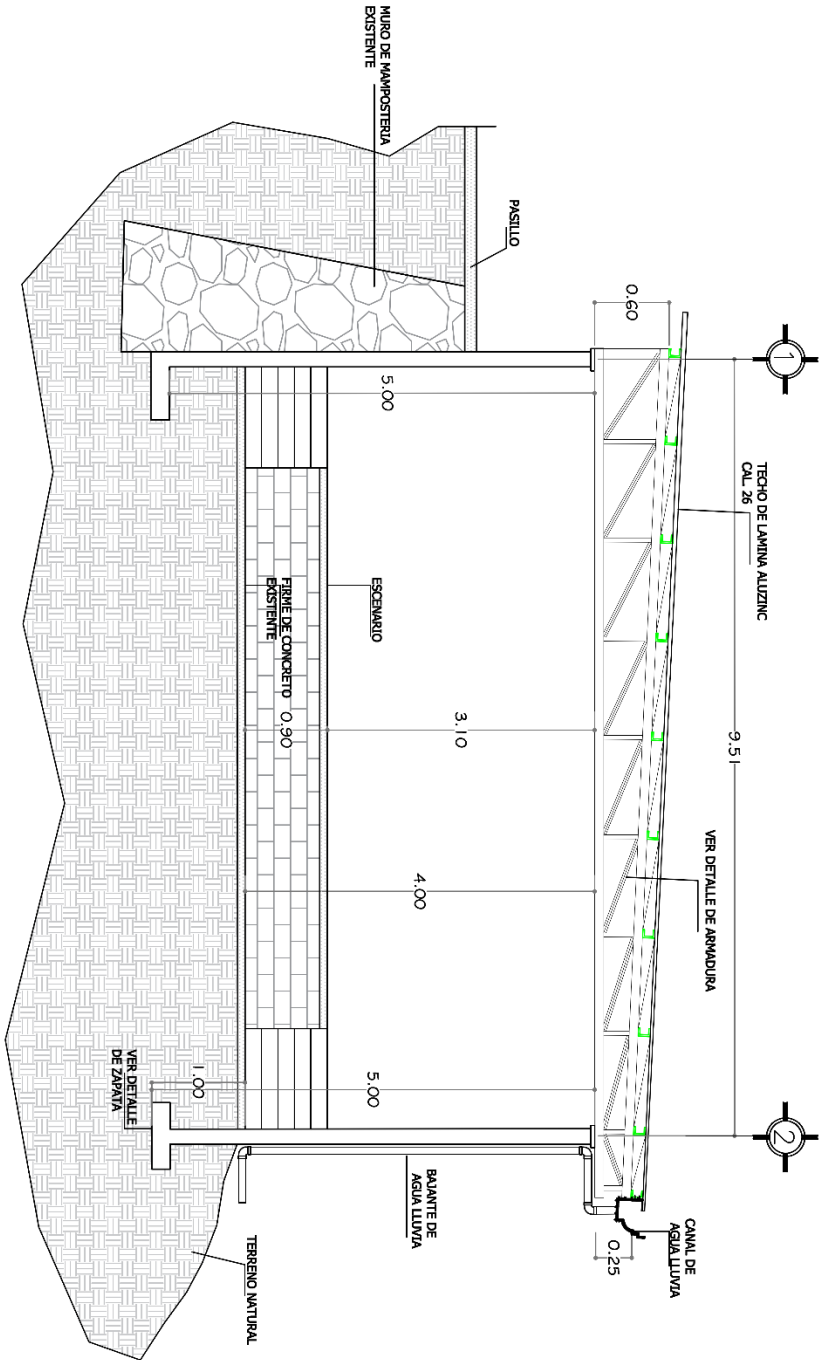 1
2
9.51
TECHO DE LAMINA ALUZINC
CAL. 26
VER DETALLE DE ARMADURA
CANAL DE
AGUA LLUVIA
0.60
0.25
PASILLO
MURO DE MAMPOSTERIA
EXISTENTE
5.00
3.10
4.00
5.00
ESCENARIO
FIRME DE CONCRETO
EXISTENTE
0.90
BAJANTE DE
AGUA LLUVIA
1.00
VER DETALLE
DE ZAPATA
TERRENO NATURAL